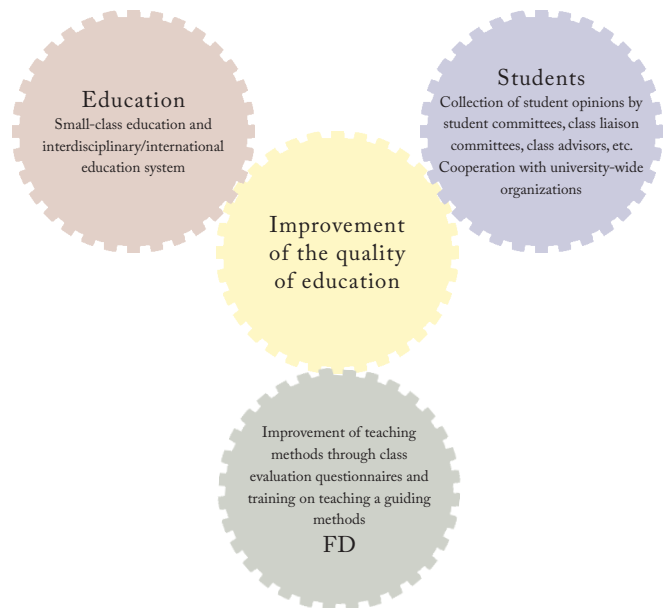 Education
Small-class education and
interdisciplinary/international
education system
Students
Collection of student opinions by
student committees, class liaison
committees, class advisors, etc.
Cooperation with university-wide
organizations
Improvement
of the quality
of education
Improvement of teaching
methods through class
evaluation questionnaires and
training on teaching a guiding
methods
FD